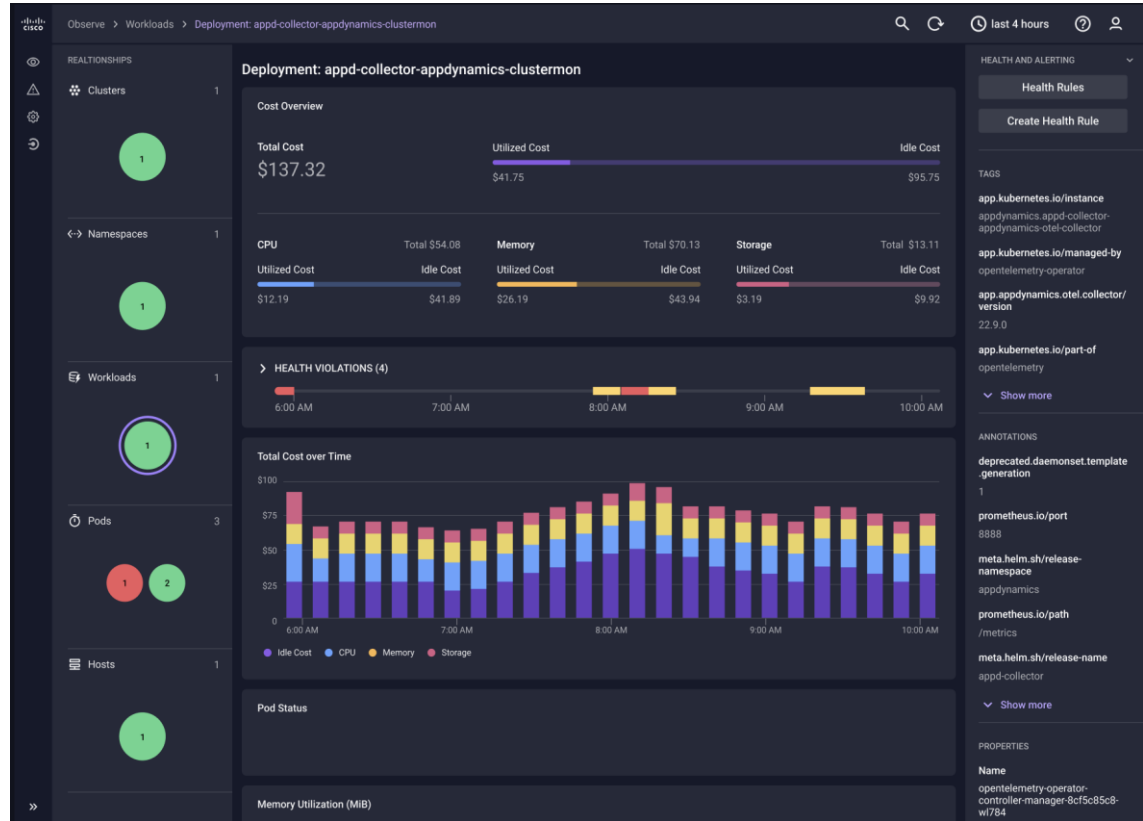 cisco
Observe > Workloads > Deployment: appd-collector-appdynamics-clustermon
last 4 hours
REALTIONSHIPS
Clusters 1
1
Namespaces 1
1
Workloads 1
1
Pods 3
1 2
Hosts 1
1
Deployment: appd-collector-appdynamics-clustermon
Cost Overview
Total Cost
$137.32
Utilized Cost Idle Cost
$41.75 $95.75
CPU Total $54.08
Utilized Cost Idle Cost
$12.19 $41.89
Memory Total $70.13
Utilized Cost Idle Cost
$26.19 $43.94
Storage Total $13.11
Utilized Cost Idle Cost
$3.19 $9.92
HEALTH VIOLATIONS (4)
6:00 AM 7:00 AM 8:00 AM 9:00 AM 10:00 AM
Total Cost over Time
$100
$75
$50
$25
0
6:00 AM 7:00 AM 8:00 AM 9:00 AM 10:00 AM
Idle Cost CPU Memory Storage
Pod Status
Memory Utilization (MiB)
HEALTH AND ALERTING
Health Rules
Create Health Rule
TAGS
app.kubernetes.io/instance
appdynamics.appd-collector-
appdynamics-otel-collector
app.kubernetes.io/managed-by
opentelemetry-operator
app.appdynamics.otel.collector/
version
22.9.0
app.kubernetes.io/part-of
opentelemetry
Show more
ANNOTATIONS
deprecated.daemonset.template
.generation
1
prometheus.io/port
8888
meta.helm.sh/release-
namespace
appdynamics
prometheus.io/path
/metrics
meta.helm.sh/release-name
appd-collector
Show more
PROPERTIES
Name
opentelemetry-operator-
controller-manager-8cf5c85c8-
wl784